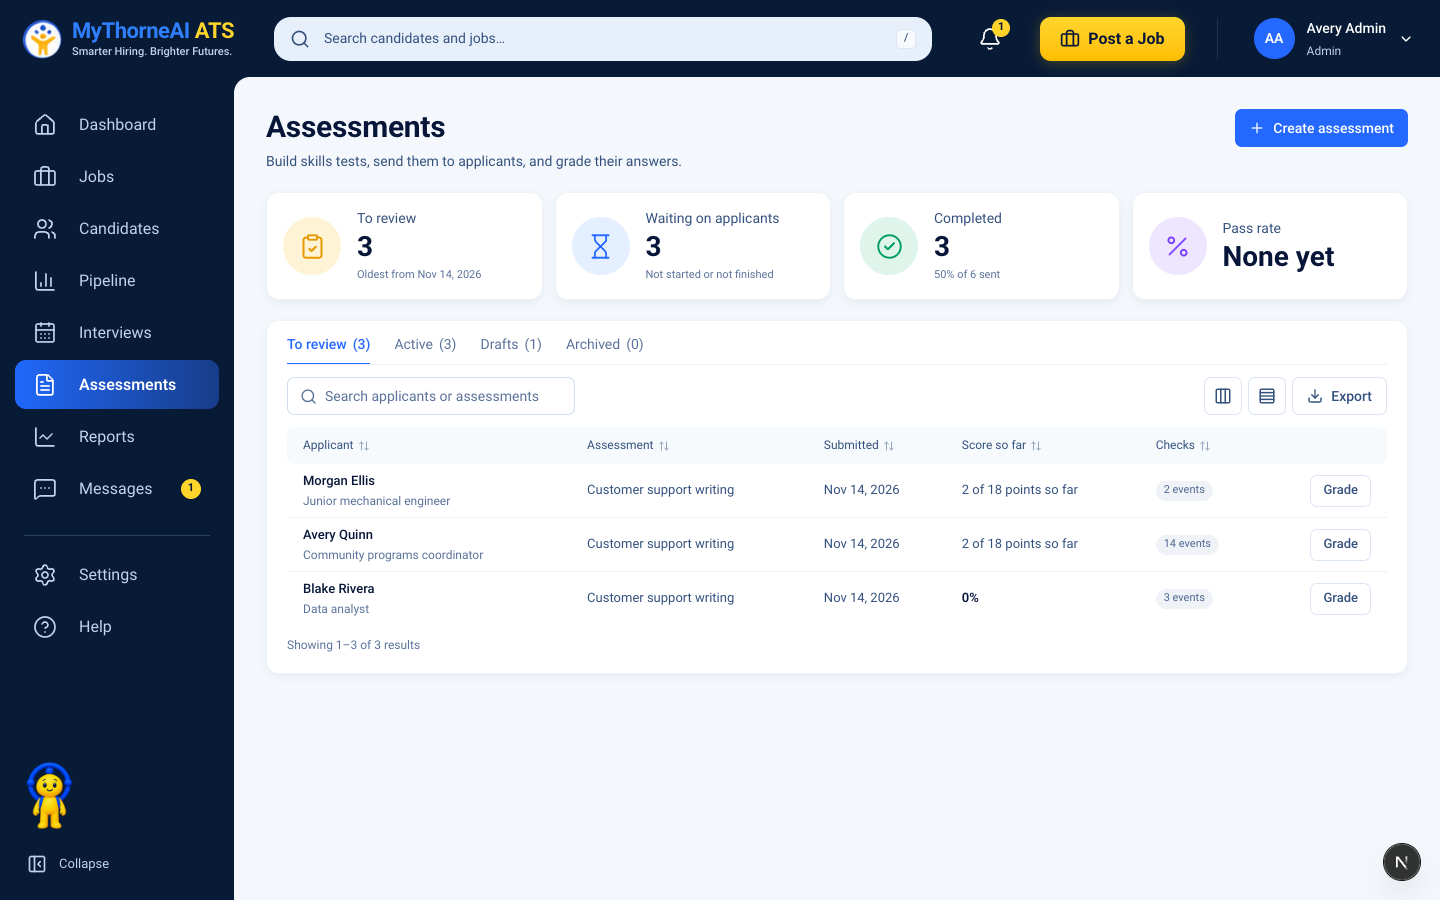 MyThorneAI ATS
Smarter Hiring. Brighter Futures.
Search candidates and jobs...
/
1
Post a Job
AA
Avery Admin
Admin
Dashboard
Jobs
Candidates
Pipeline
Interviews
Assessments
Reports
Messages
1
Settings
Help
Collapse
Assessments
Build skills tests, send them to applicants, and grade their answers.
Create assessment
To review
3
Oldest from Nov 14, 2026
Waiting on applicants
3
Not started or not finished
Completed
3
50% of 6 sent
Pass rate
None yet
To review (3) Active (3) Drafts (1) Archived (0)
Search applicants or assessments
Export
Applicant Assessment Submitted Score so far Checks
Morgan Ellis
Junior mechanical engineer
Customer support writing Nov 14, 2026 2 of 18 points so far 2 events Grade
Avery Quinn
Community programs coordinator
Customer support writing Nov 14, 2026 2 of 18 points so far 14 events Grade
Blake Rivera
Data analyst
Customer support writing Nov 14, 2026 0% 3 events Grade
Showing 1–3 of 3 results
N